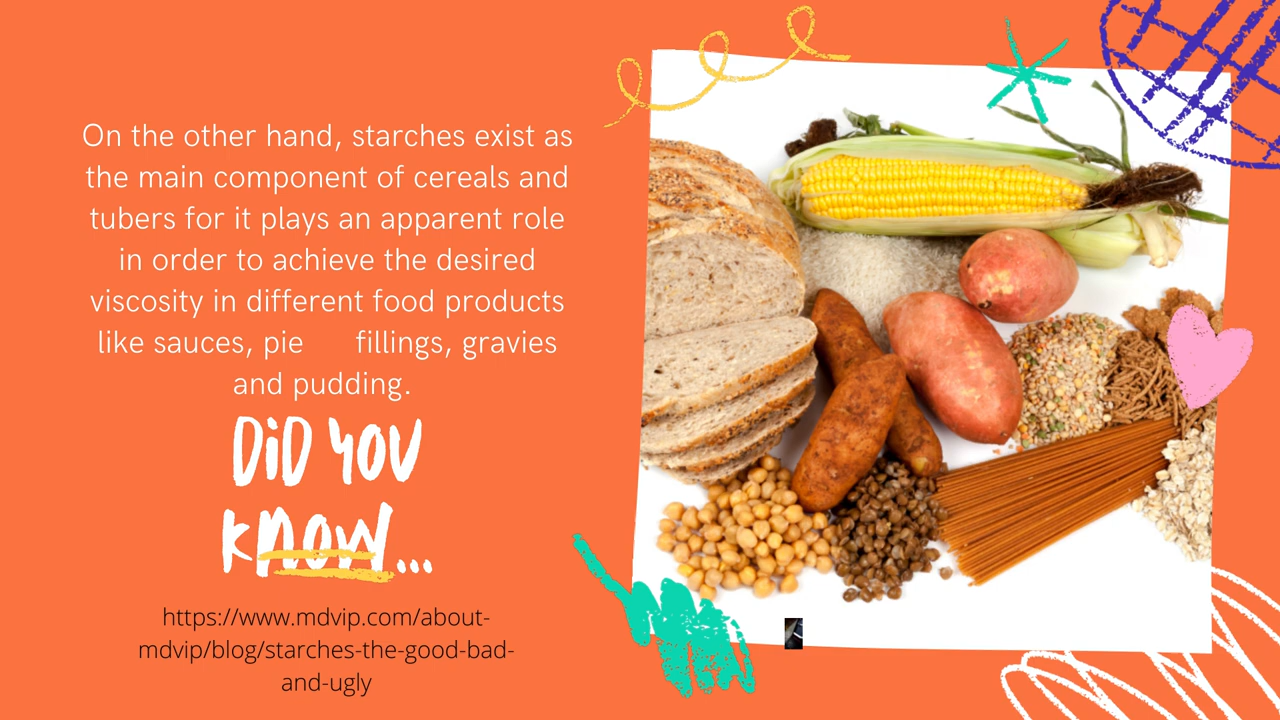 On the other hand, starches exist as
the main component of cereals and
tubers for it plays an apparent role
in order to achieve the desired
viscosity in different food products
like sauces, pie fillings, gravies
and pudding.
DiD YOU
KNOW...
https://www.mdvip.com/about-
mdvip/blog/starches-the-good-bad-
and-ugly